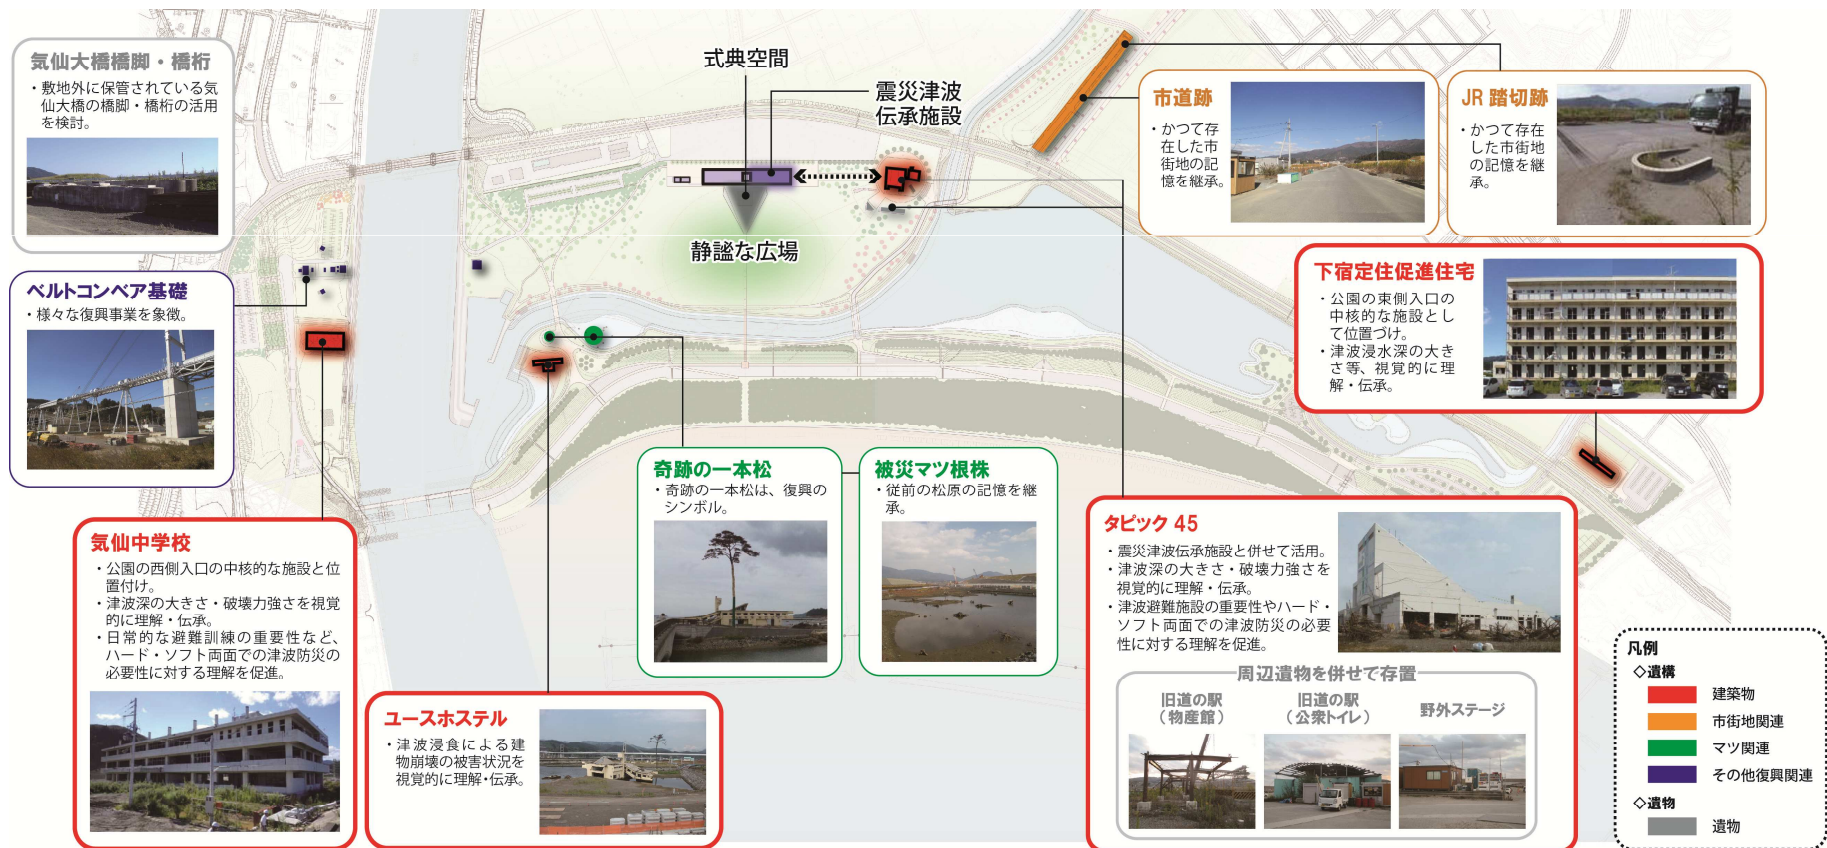 気仙大橋橋脚・橋桁
・敷地外に保管されている気
仙大橋の橋脚・橋桁の活用
を検討。
式典空間
震災津波
伝承施設
静謐な広場
市道跡
・かつて存
在した市
街地の記
憶を継承。
JR 踏切跡
・かつて存在
した市街地
の記憶を継
承。
ベルトコンベア基礎
・様々な復興事業を象徴。
下宿定住促進住宅
・公園の東側入口の
中核的な施設とし
て位置づけ。
・津波浸水深の大き
さ等、視覚的に理
解・伝承。
奇跡の一本松
・奇跡の一本松は、復興の
シンボル。
被災マツ根株
・従前の松原の記憶を継
承。
気仙中学校
・公園の西側入口の中核的な施設と位
置付け。
・津波深の大きさ・破壊力強さを視覚
的に理解・伝承。
・日常的な避難訓練の重要性など、
ハード・ソフト両面での津波防災の
必要性に対する理解を促進。
ユースホステル
・津波浸食による建
物崩壊の被害状況を
視覚的に理解・伝承。
タピック 45
・震災津波伝承施設と併せて活用。
・津波深の大きさ・破壊力強さを
視覚的に理解・伝承。
・津波避難施設の重要性やハード・
ソフト両面での津波防災の必要
性に対する理解を促進。
周辺遺物を併せて存置
旧道の駅
（物産館）
旧道の駅
（公衆トイレ）
野外ステージ
凡例
◇遺構
建築物
市街地関連
マツ関連
その他復興関連
◇遺物
遺物